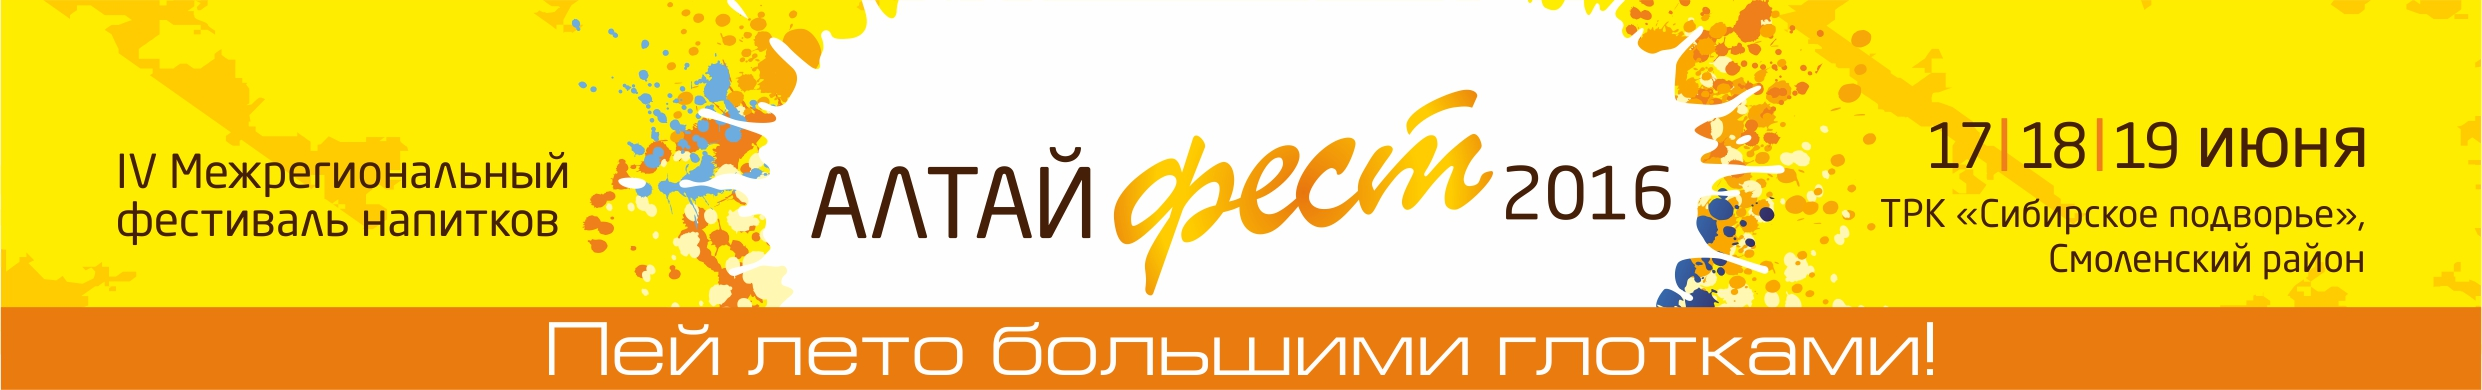 IV Межрегиональный
фестиваль напитков
АЛТАЙ фест 2016
17|18|19 июня
ТРК «Сибирское подворье»,
Смоленский район
Пей лето большими глотками!